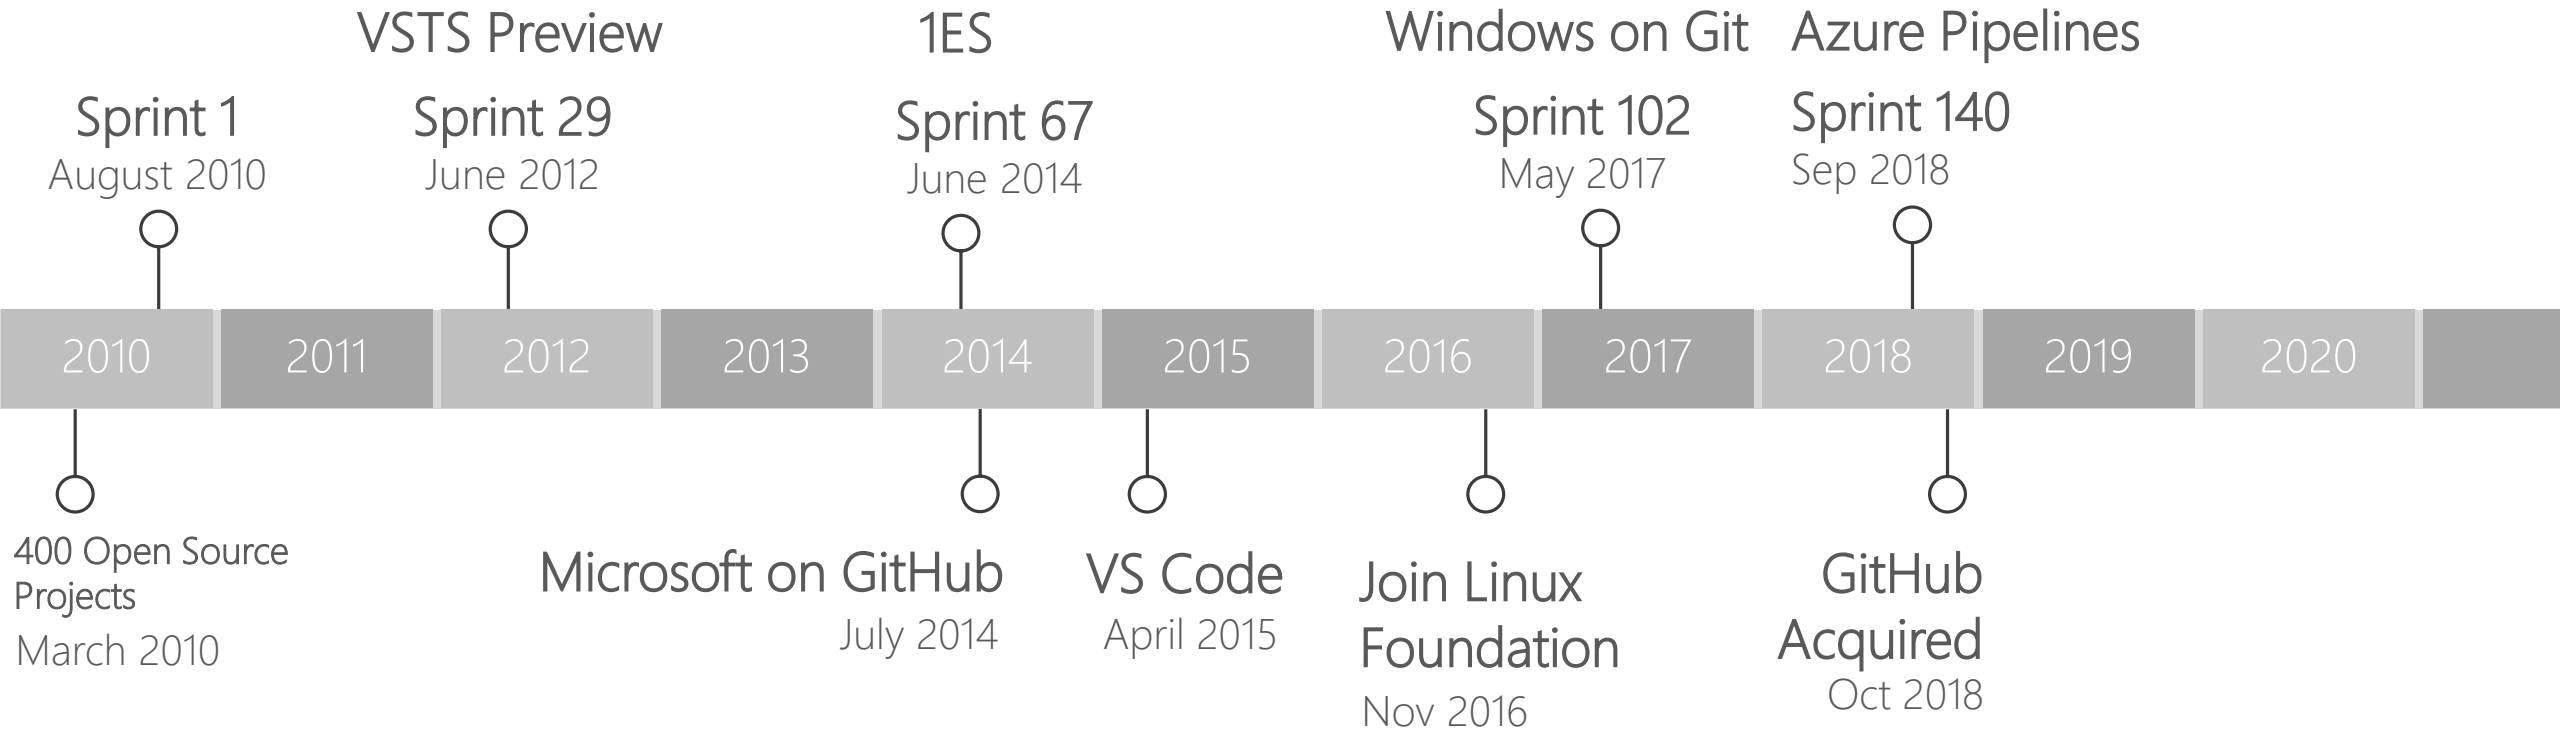 VSTS Preview
1ES
Windows on Git
Azure Pipelines
Sprint 1
Sprint 29
Sprint 67
Sprint 102
Sprint 140
August 2010
June 2012
June 2014
May 2017
Sep 2018
2010
2011
2012
2013
2014
2015
2016
2017
2018
2019
2020
400 Open Source
Projects
March 2010
Microsoft on GitHub
July 2014
VS Code
April 2015
Join Linux
Foundation
Nov 2016
GitHub
Acquired
Oct 2018